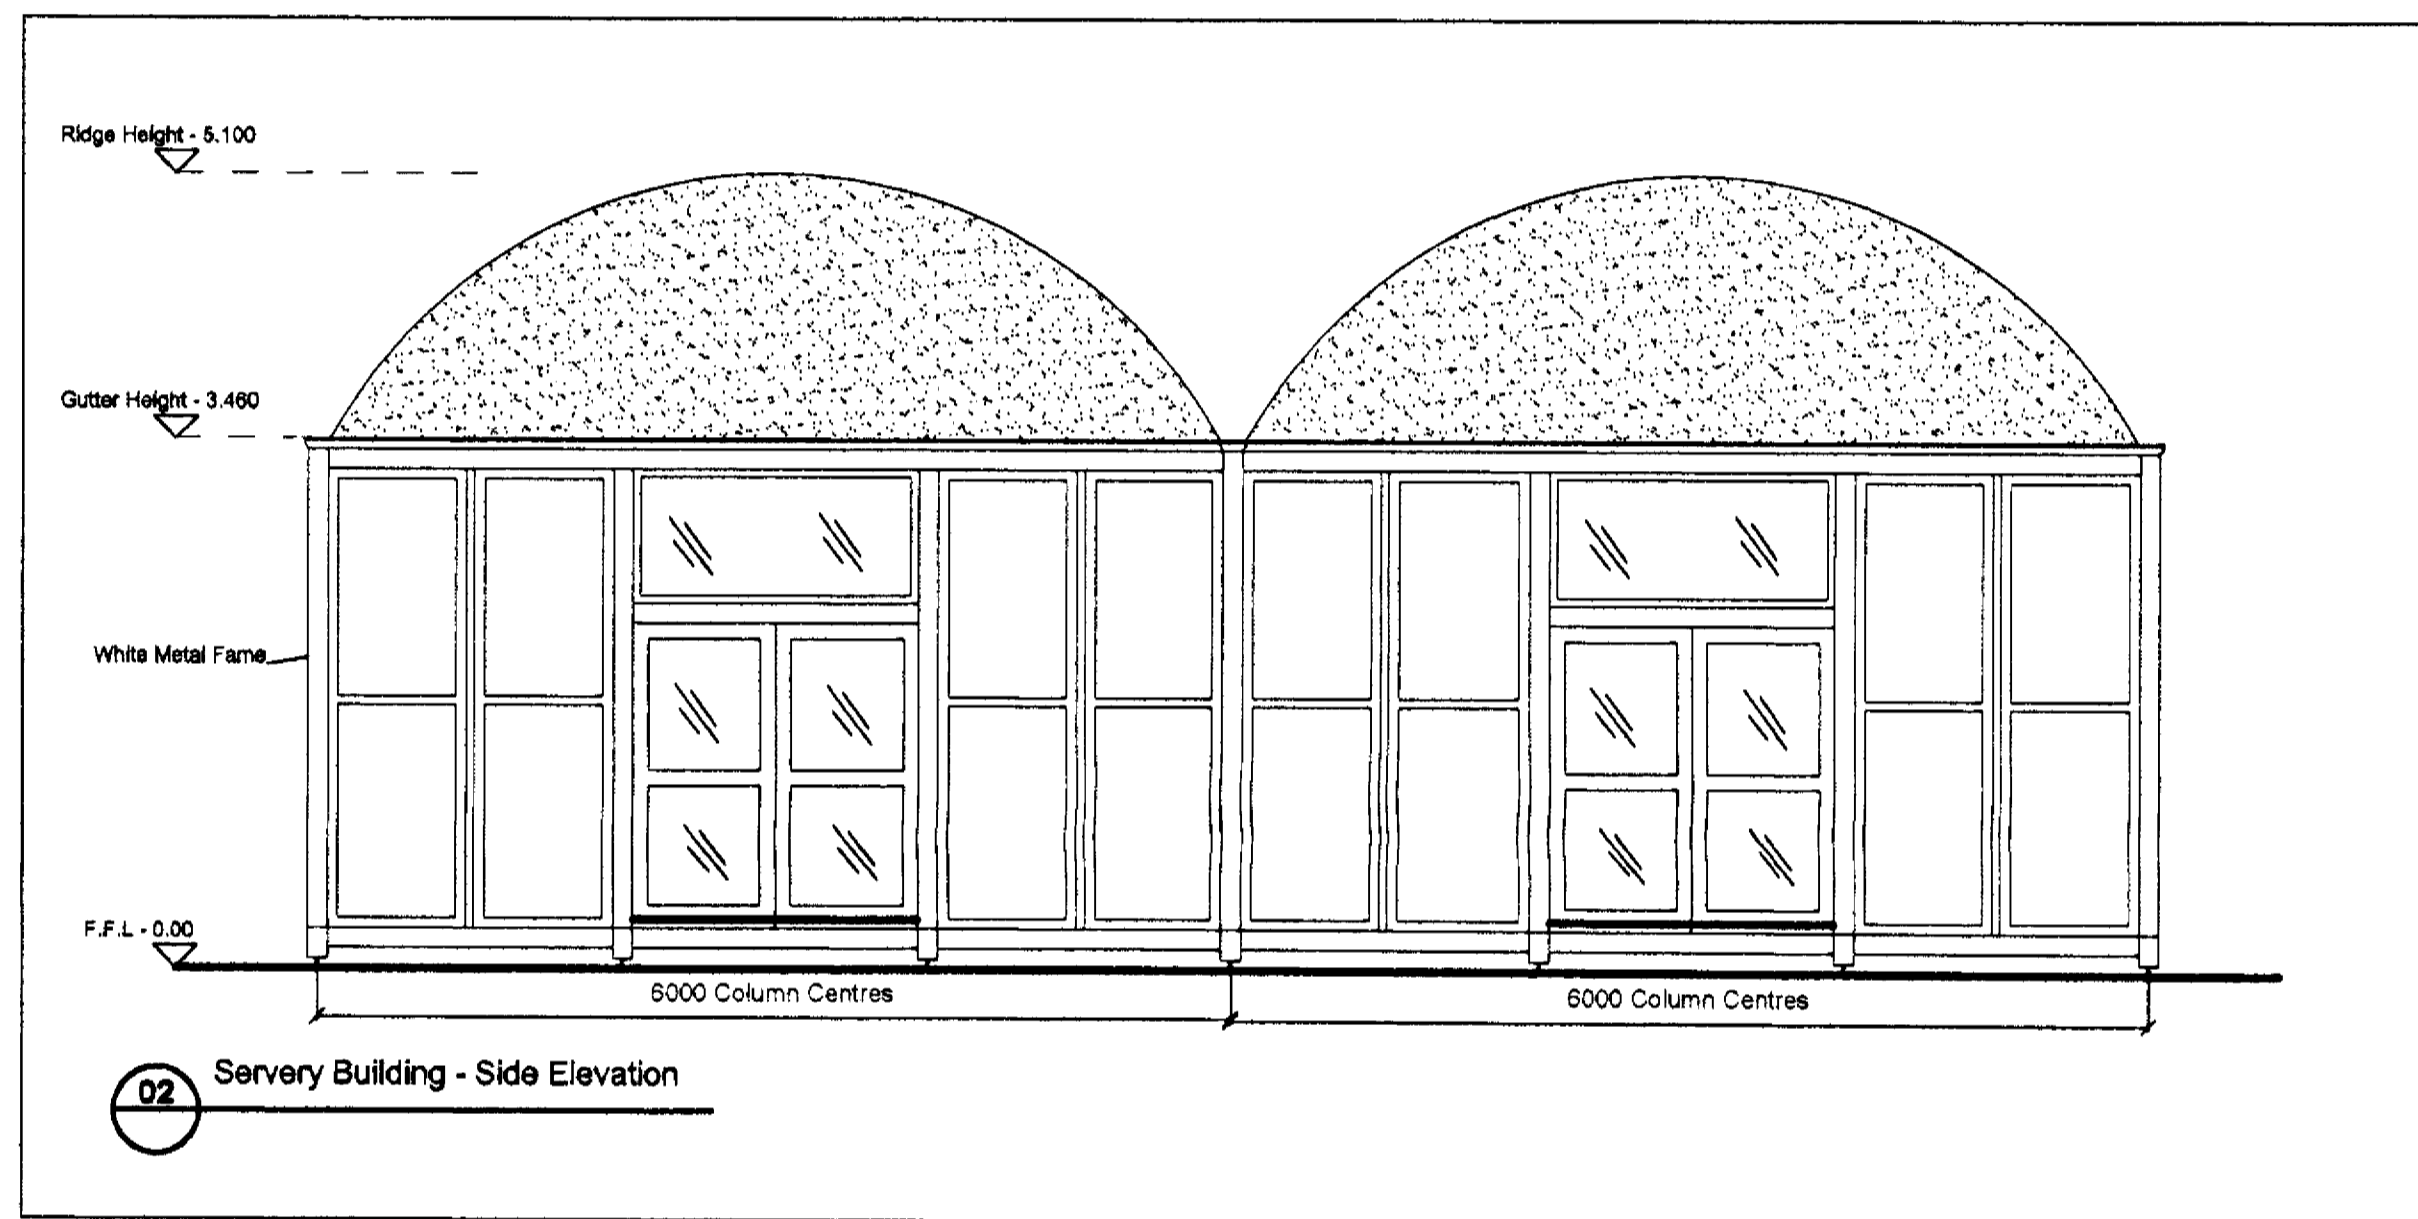 Ridge Height - 5.100
Gutter Height - 3.460
White Metal Fame
F.F.L - 0.00
6000 Column Centres
6000 Column Centres
Servery Building - Side Elevation
02